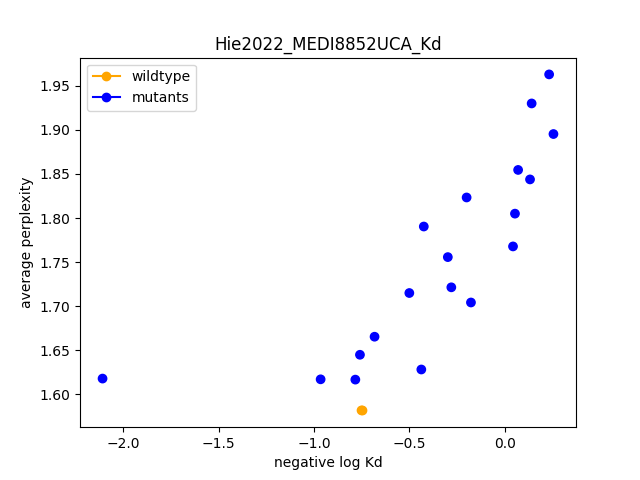 Hie2022_MEDI8852UCA_Kd
wildtype
mutants
average perplexity
1.95
1.90
1.85
1.80
1.75
1.70
1.65
1.60
−2.0 −1.5 −1.0 −0.5 0.0
negative log Kd